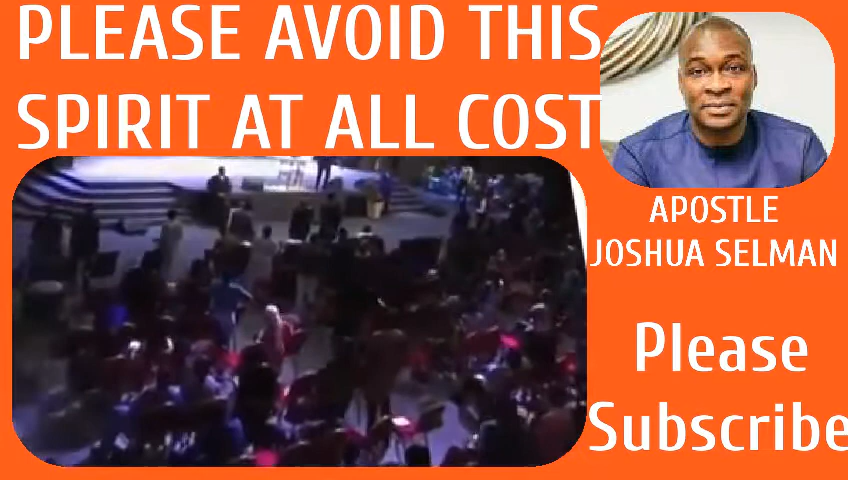 PLEASE AVOID THIS
SPIRIT AT ALL COST
APOSTLE
JOSHUA SELMAN
Please
Subscribe